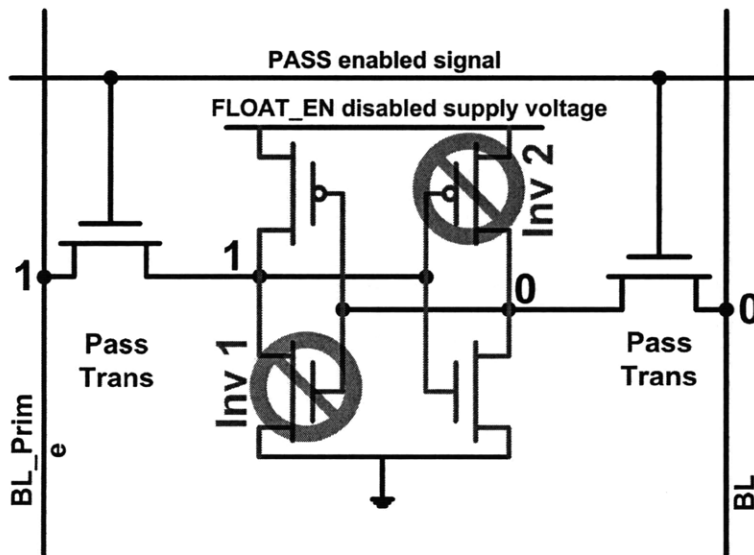 PASS enabled signal
FLOAT_EN disabled supply voltage
Inv 2
1
1
0
0
Pass
Trans
Inv 1
Pass
Trans
BL_Prim
e
BL